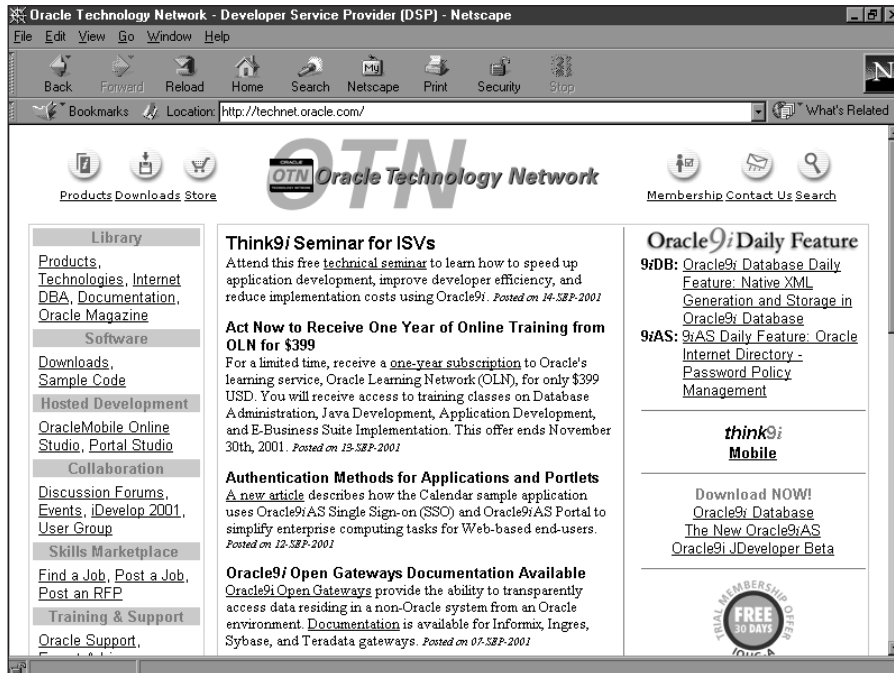 Oracle Technology Network - Developer Service Provider (DSP) - Netscape
File Edit View Go Window Help
My
N
Back Forward Reload Home Search Netscape Print Security Stop
Bookmarks Location: http://technet.oracle.com/ What's Related
OTN
ORACLE
OTN
Oracle Technology Network
Products Downloads Store
Membership Contact Us Search
Library
Products,
Technologies, Internet
DBA, Documentation,
Oracle Magazine
Software
Downloads,
Sample Code
Hosted Development
OracleMobile Online
Studio, Portal Studio
Collaboration
Discussion Forums,
Events, iDevelop 2001,
User Group
Skills Marketplace
Find a Job, Post a Job,
Post an RFP
Training & Support
Oracle Support,
Think9i Seminar for ISVs
Attend this free technical seminar to learn how to speed up
application development, improve developer efficiency, and
reduce implementation costs using Oracle9i. Posted on 14-SEP-2001
Act Now to Receive One Year of Online Training from
OLN for $399
For a limited time, receive a one-year subscription to Oracle's
learning service, Oracle Learning Network (OLN), for only $399
USD. You will receive access to training classes on Database
Administration, Java Development, Application Development,
and E-Business Suite Implementation. This offer ends November
30th, 2001. Posted on 13-SEP-2001
Authentication Methods for Applications and Portlets
A new article describes how the Calendar sample application
uses Oracle9iAS Single Sign-on (SSO) and Oracle9iAS Portal to
simplify enterprise computing tasks for Web-based end-users.
Posted on 12-SEP-2001
Oracle9i Open Gateways Documentation Available
Oracle9i Open Gateways provide the ability to transparently
access data residing in a non-Oracle system from an Oracle
environment. Documentation is available for Informix, Ingres,
Sybase, and Teradata gateways. Posted on 07-SEP-2001
Oracle9i Daily Feature
9iDB: Oracle9i Database Daily
Feature: Native XML
Generation and Storage in
Oracle9i Database
9iAS: 9iAS Daily Feature: Oracle
Internet Directory -
Password Policy
Management
think9i
Mobile
Download NOW!
Oracle9i Database
The New Oracle9iAS
Oracle9i JDeveloper Beta
TRIAL MEMBERSHIP OFFER
FREE
30 DAYS